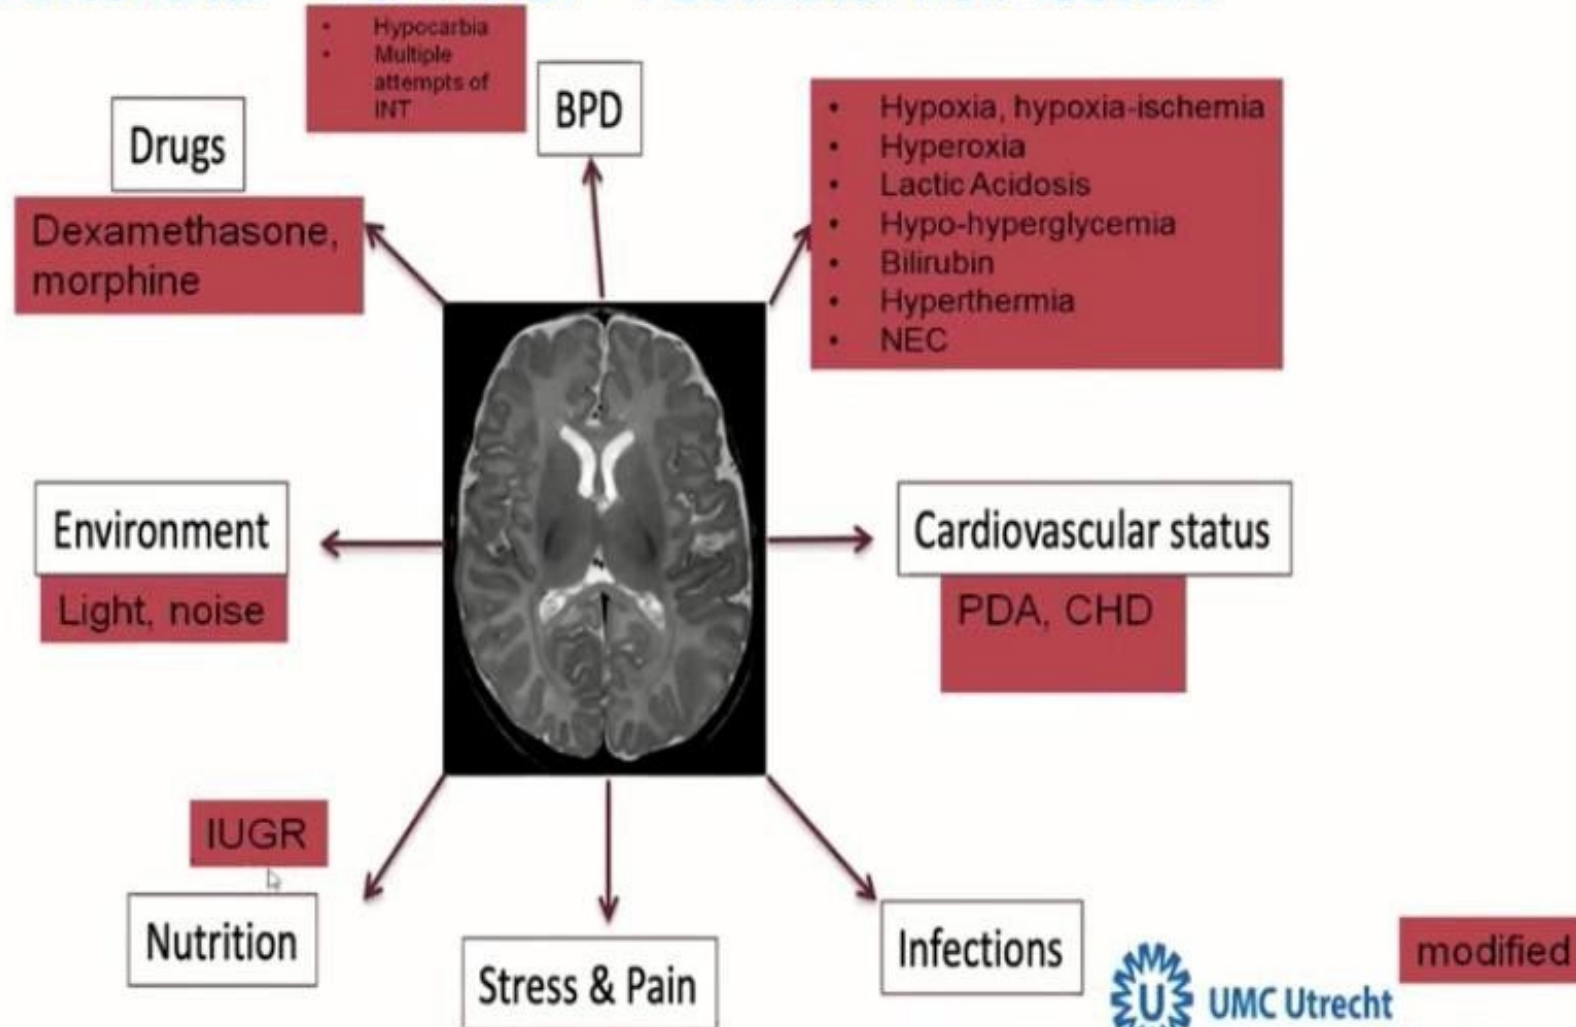 Hypocarbia
Multiple
attempts of
INT
BPD
Drugs
Dexamethasone,
morphine
Hypoxia, hypoxia-ischemia
Hyperoxia
Lactic Acidosis
Hypo-hyperglycemia
Bilirubin
Hyperthermia
NEC
Environment
Light, noise
Cardiovascular status
PDA, CHD
IUGR
Nutrition
Stress & Pain
Infections
U
UMC Utrecht
modified